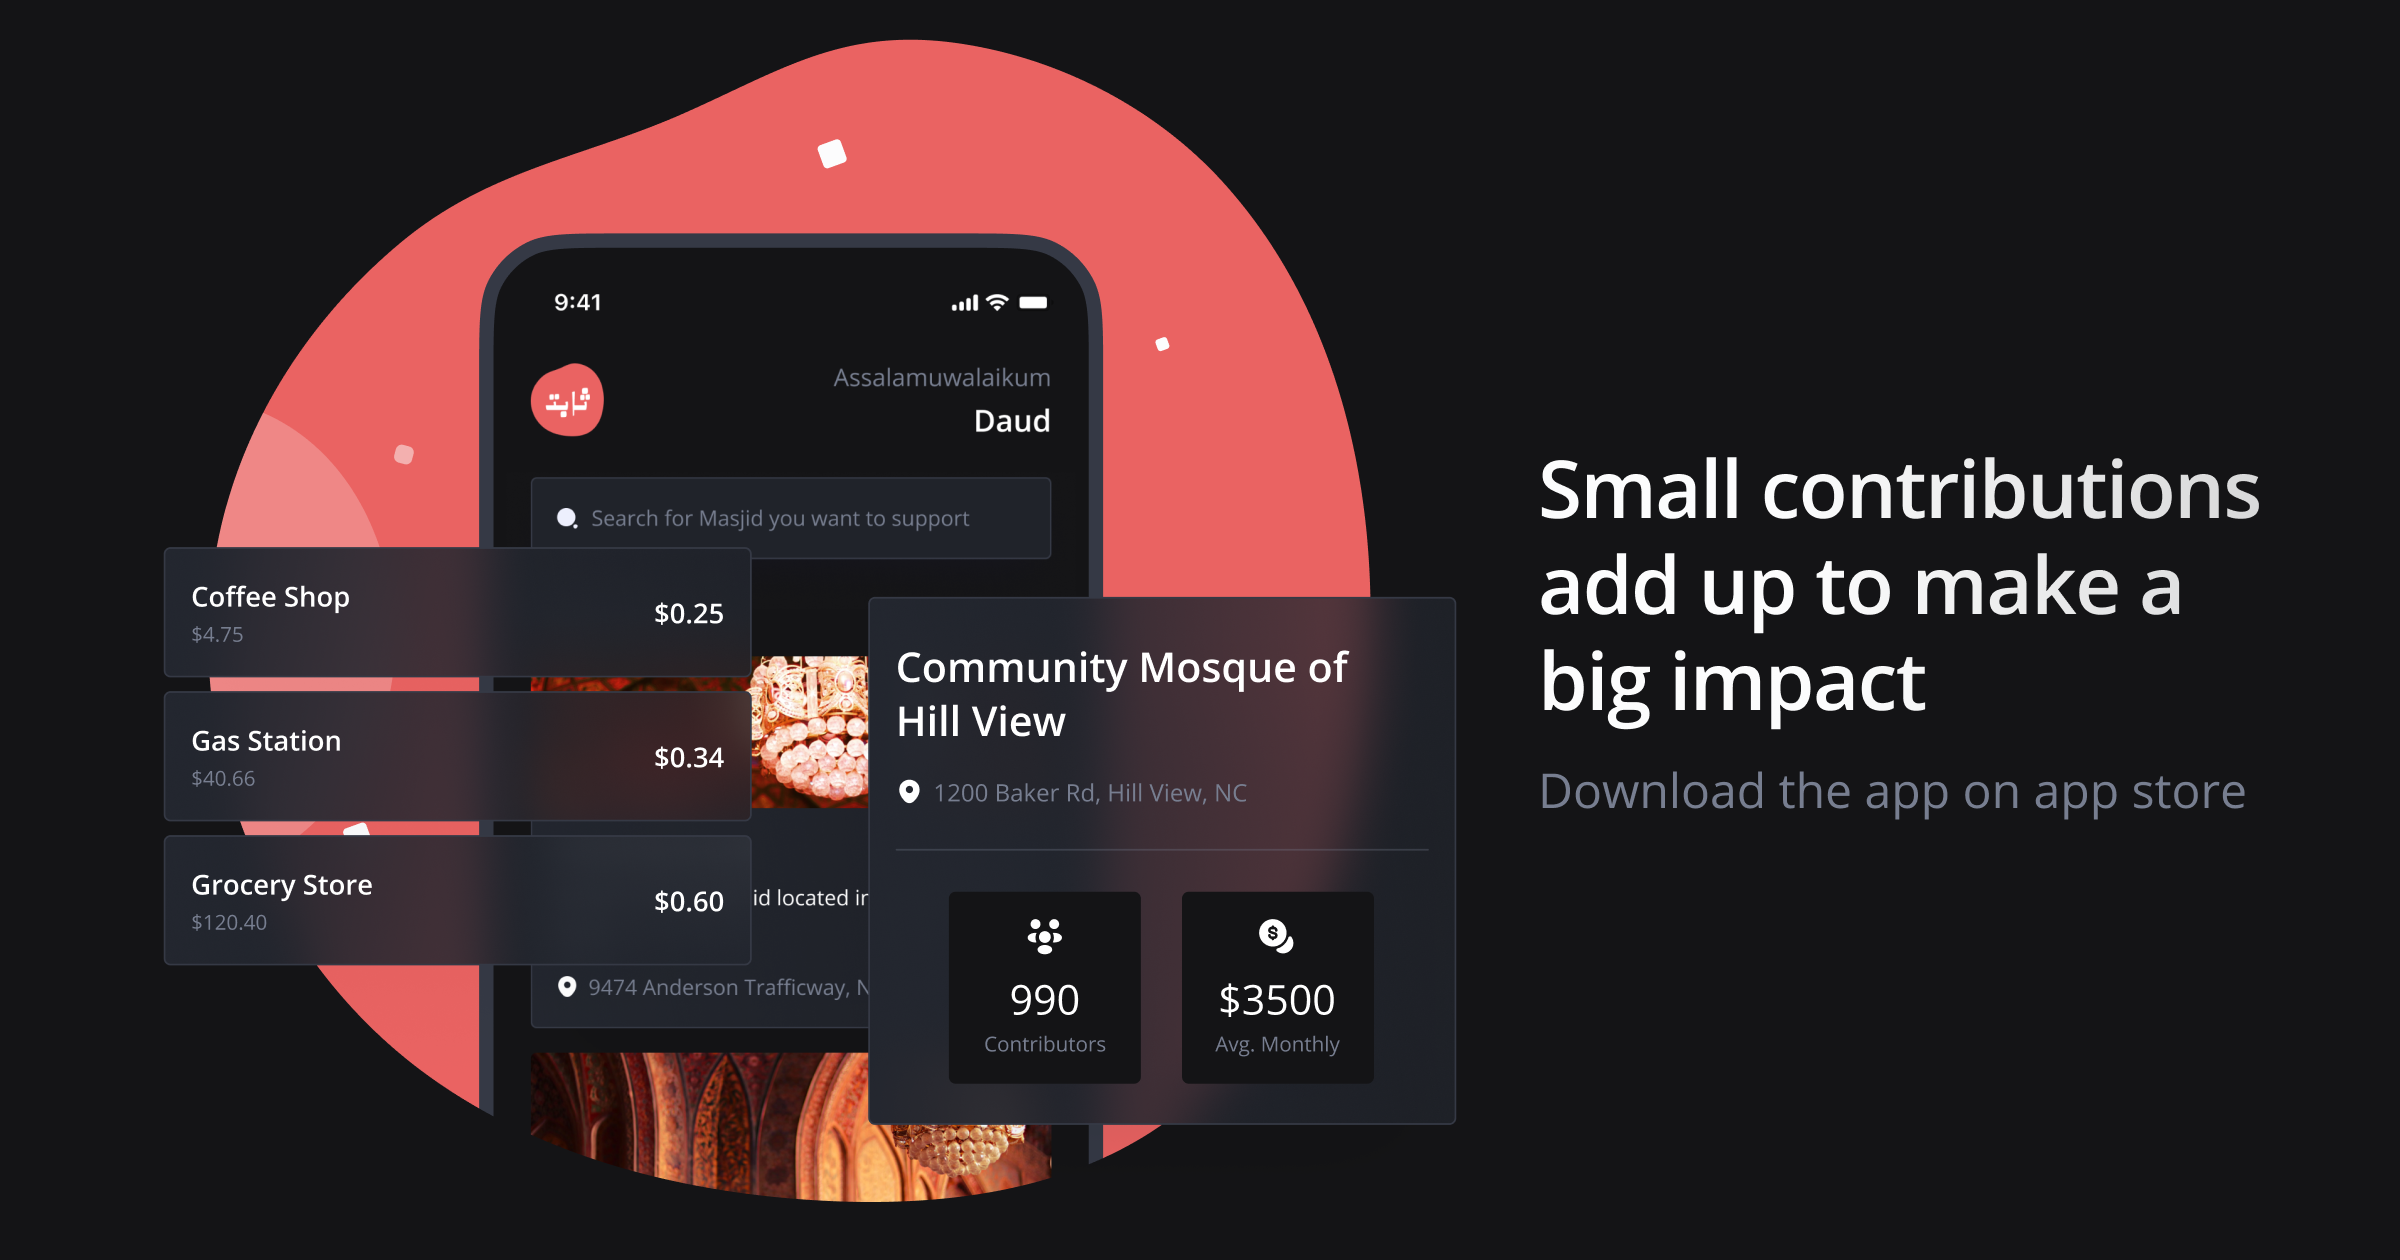 9:41
ثابت
Assalamuwalaikum
Daud
Search for Masjid you want to support
Coffee Shop
$4.75
$0.25
Gas Station
$40.66
$0.34
Grocery Store
$120.40
$0.60
id located in
9474 Anderson Trafficway, N
Community Mosque of
Hill View
1200 Baker Rd, Hill View, NC
990
Contributors
$3500
Avg. Monthly
Small contributions
add up to make a
big impact
Download the app on app store